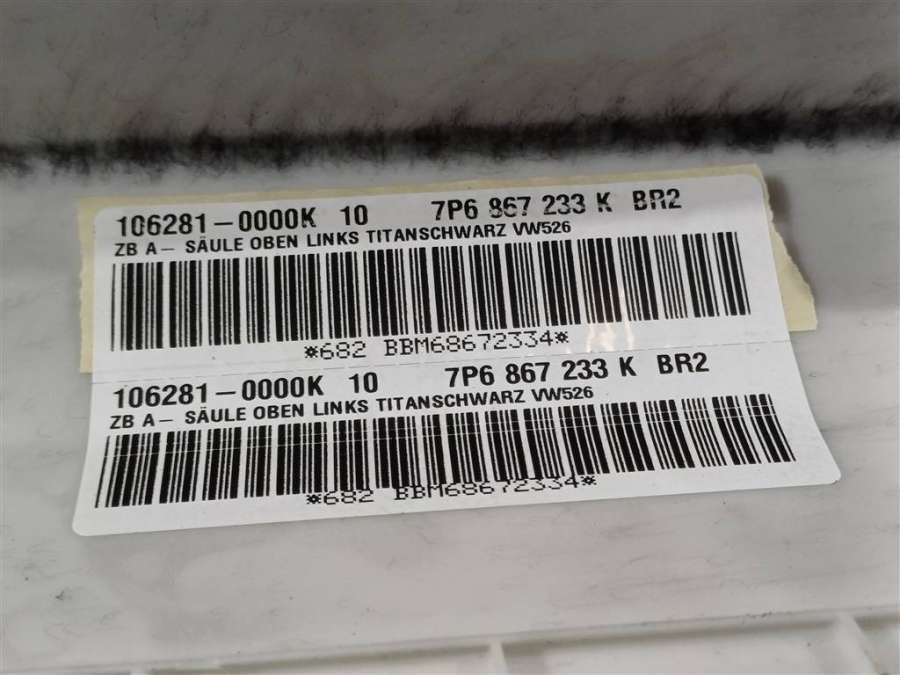 106281-0000K 10 7P6 867 233 K BR2
ZB A- SÄULE OBEN LINKS TITANSCHWARZ VW526
*682 BBM68672334*
106281-0000K 10 7P6 867 233 K BR2
ZB A- SÄULE OBEN LINKS TITANSCHWARZ VW526
*682 BBM68672334*